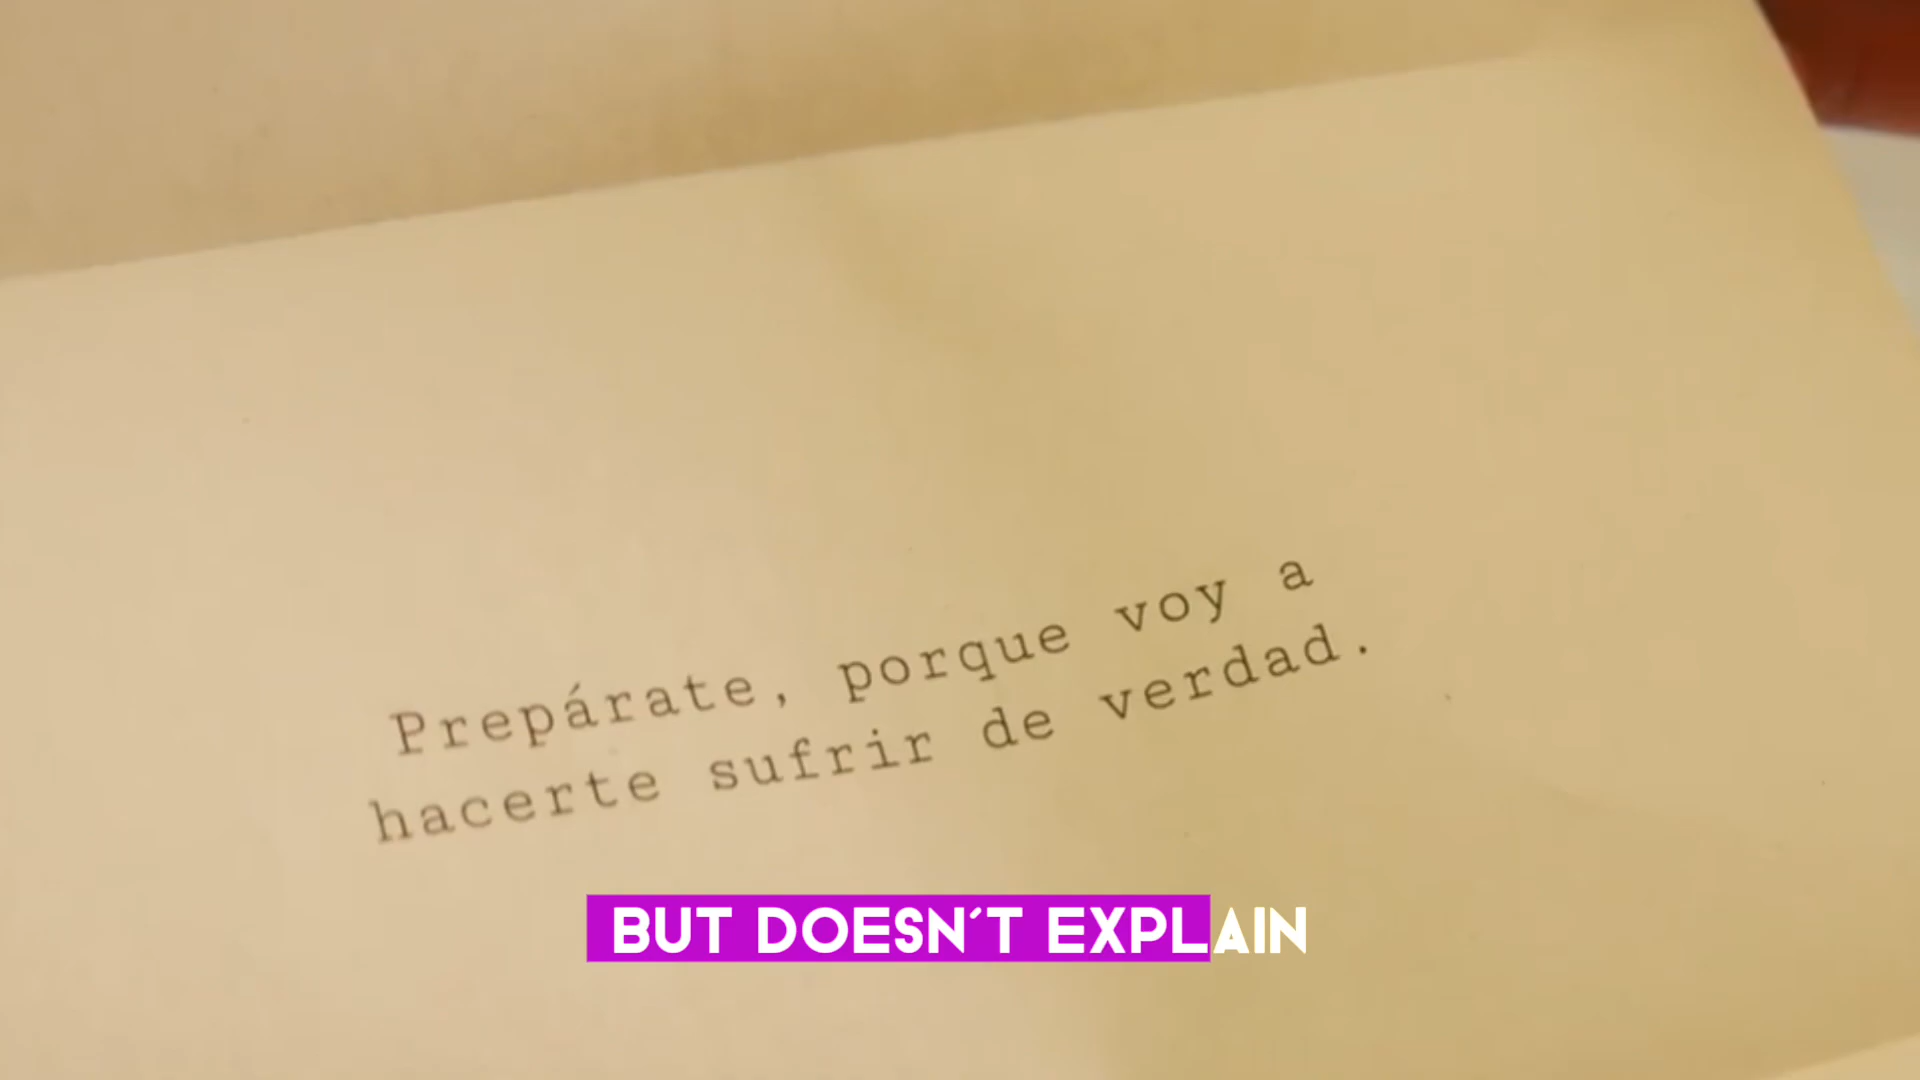 Prepárate, porque voy a
hacerte sufrir de verdad.
BUT DOESN´T EXPLAIN